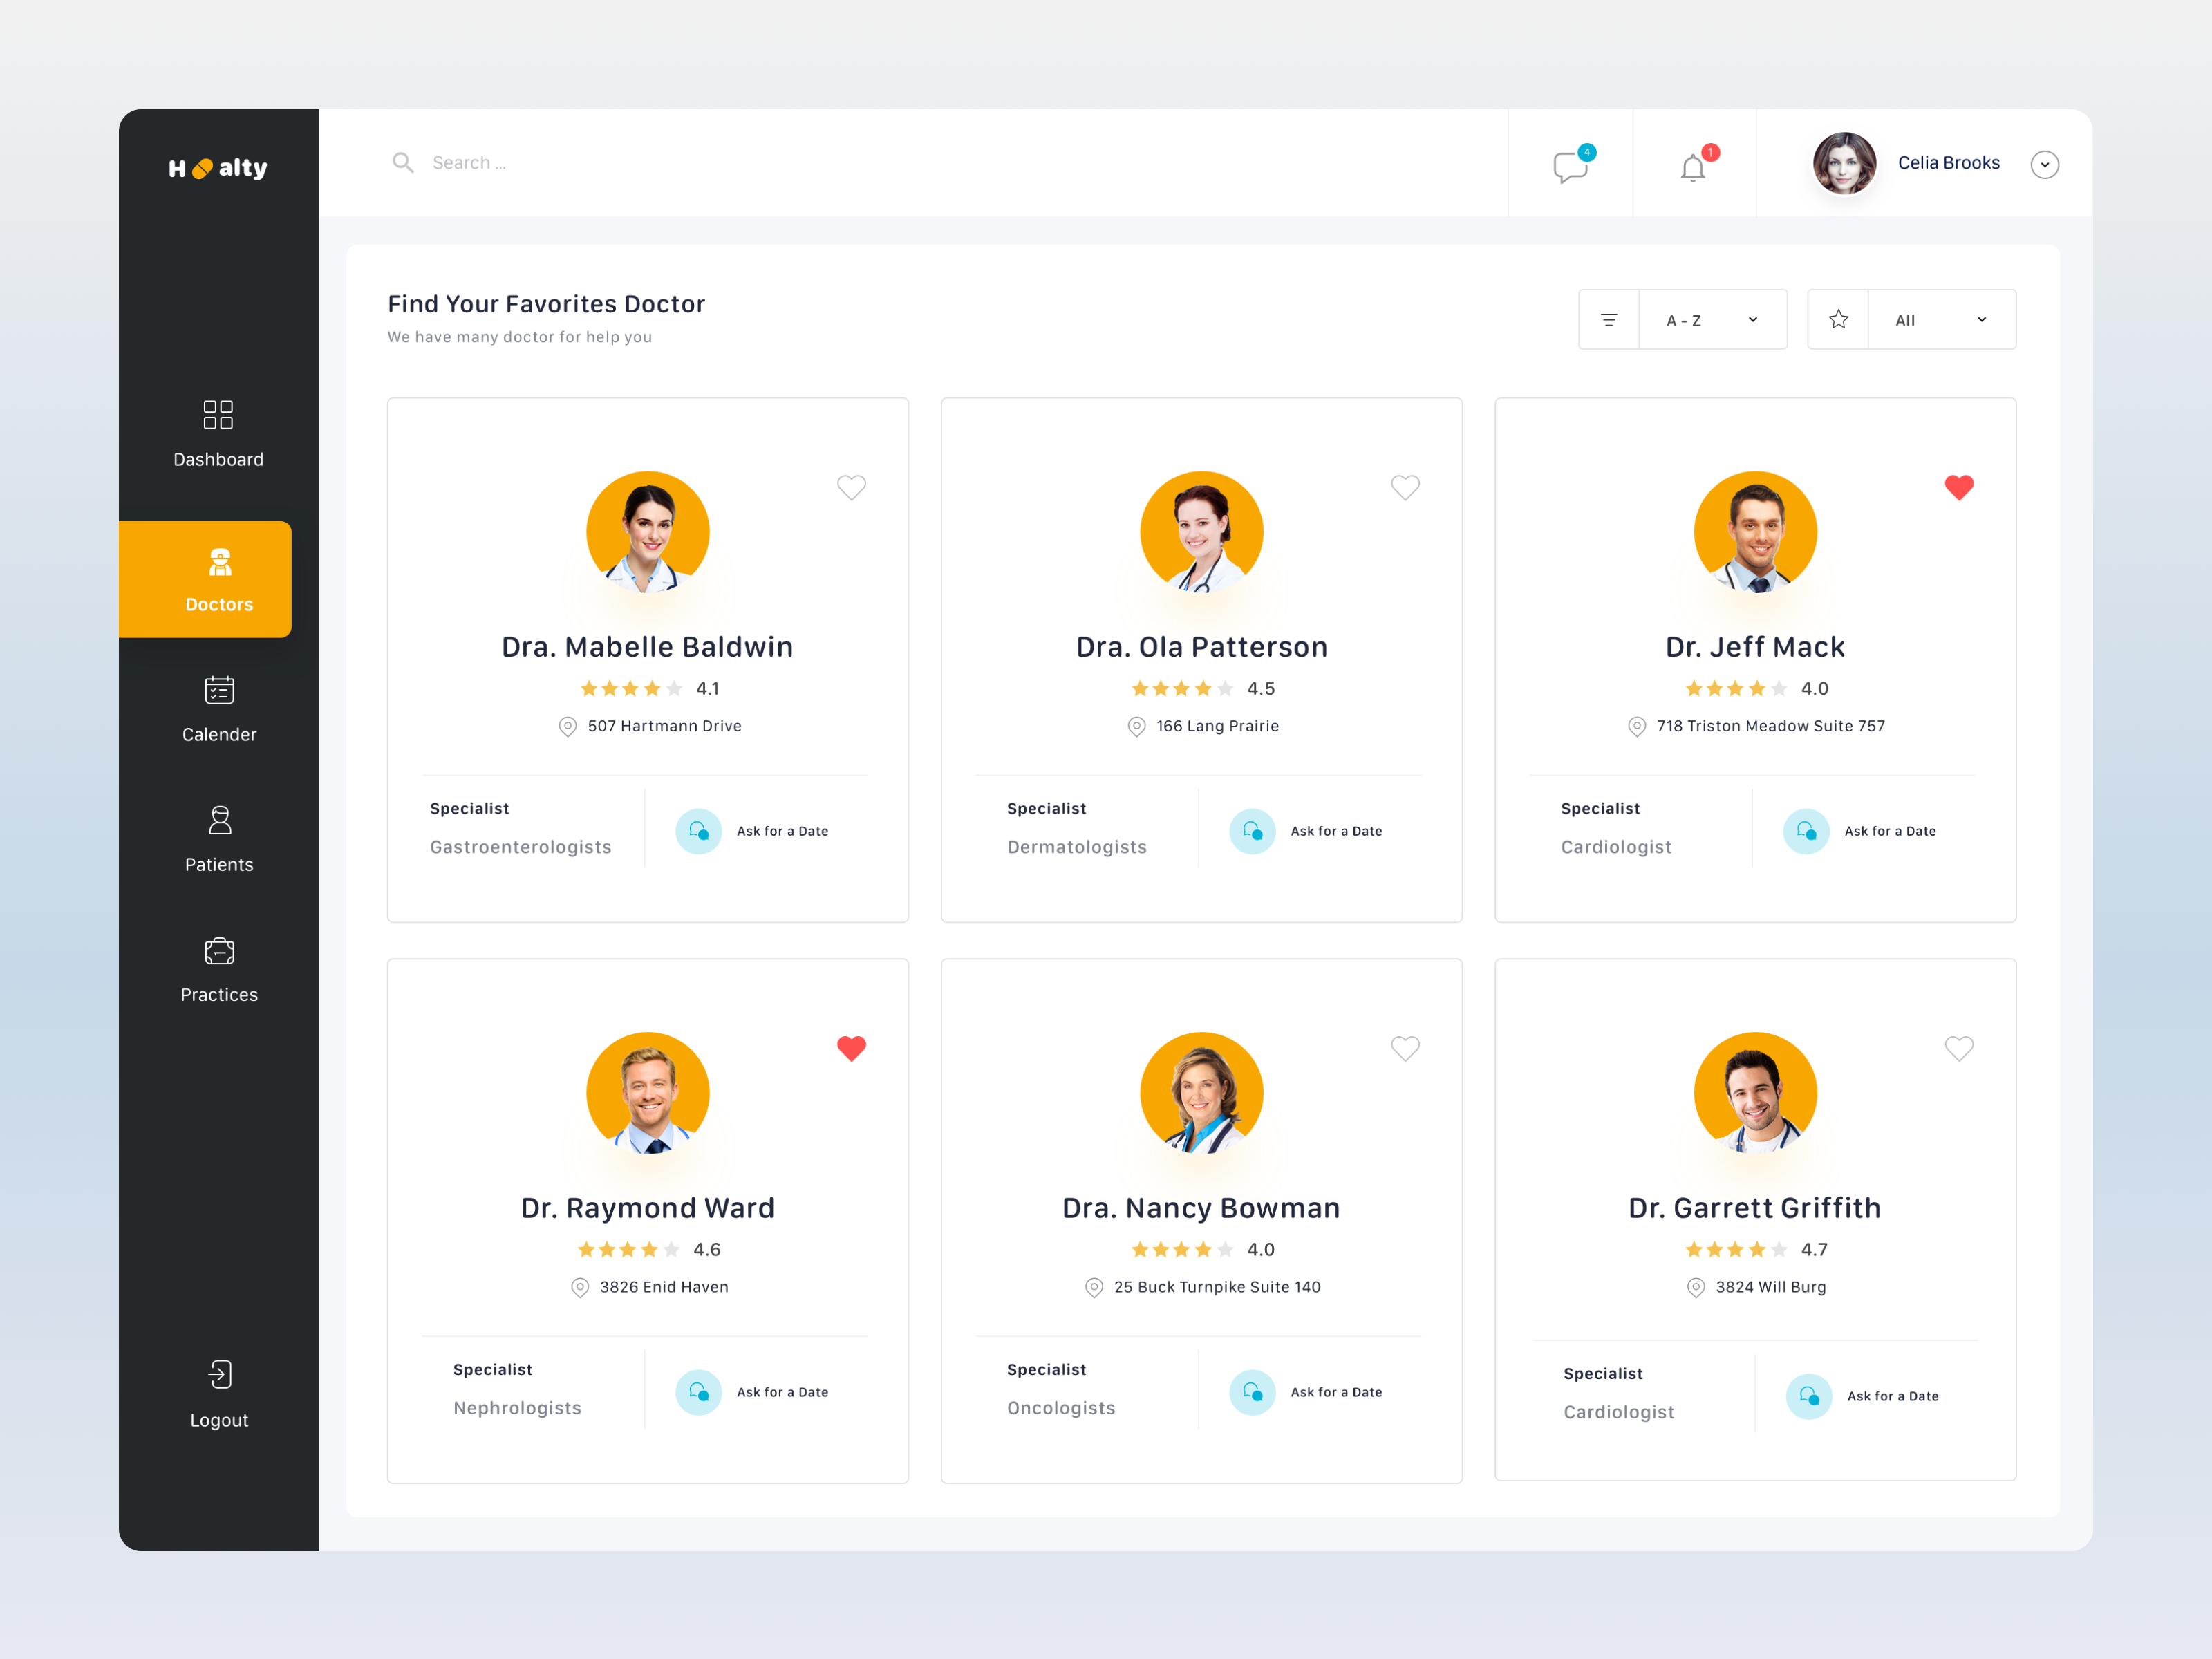 H alty
Search ...
4
1
Celia Brooks
Find Your Favorites Doctor
We have many doctor for help you
A - Z
All
Dashboard
Doctors
Calender
Patients
Practices
Logout
Dra. Mabelle Baldwin
4.1
507 Hartmann Drive
Specialist
Gastroenterologists
Ask for a Date
Dra. Ola Patterson
4.5
166 Lang Prairie
Specialist
Dermatologists
Ask for a Date
Dr. Jeff Mack
4.0
718 Triston Meadow Suite 757
Specialist
Cardiologist
Ask for a Date
Dr. Raymond Ward
4.6
3826 Enid Haven
Specialist
Nephrologists
Ask for a Date
Dra. Nancy Bowman
4.0
25 Buck Turnpike Suite 140
Specialist
Oncologists
Ask for a Date
Dr. Garrett Griffith
4.7
3824 Will Burg
Specialist
Cardiologist
Ask for a Date